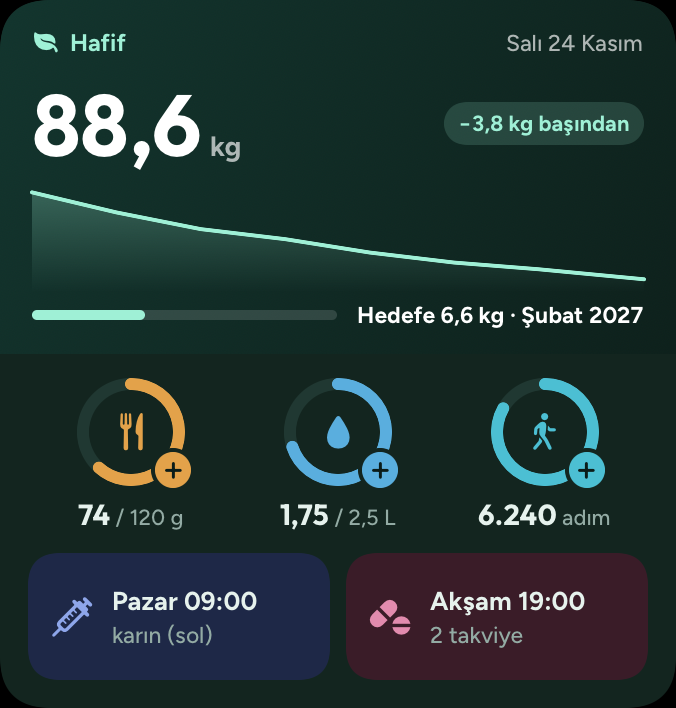 Hafif
Salı 24 Kasım
88,6 kg
−3,8 kg başından
Hedefe 6,6 kg · Şubat 2027
74 / 120 g
1,75 / 2,5 L
6.240 adım
Pazar 09:00
karın (sol)
Akşam 19:00
2 takviye